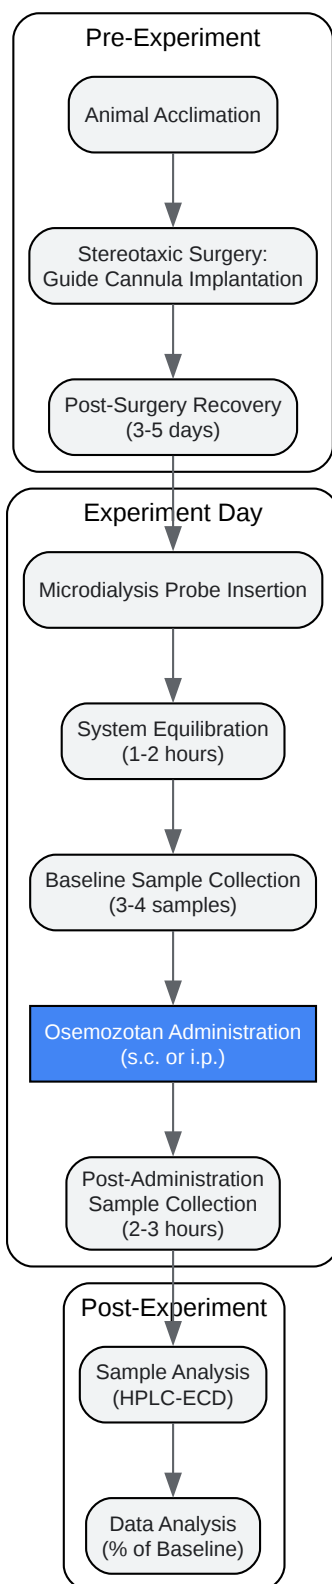 Pre-Experiment
Animal Acclimation
Stereotaxic Surgery:
Guide Cannula Implantation
Post-Surgery Recovery
(3-5 days)
Experiment Day
Microdialysis Probe Insertion
System Equilibration
(1-2 hours)
Baseline Sample Collection
(3-4 samples)
Osemozotan Administration
(s.c. or i.p.)
Post-Administration
Sample Collection
(2-3 hours)
Post-Experiment
Sample Analysis
(HPLC-ECD)
Data Analysis
(% of Baseline)